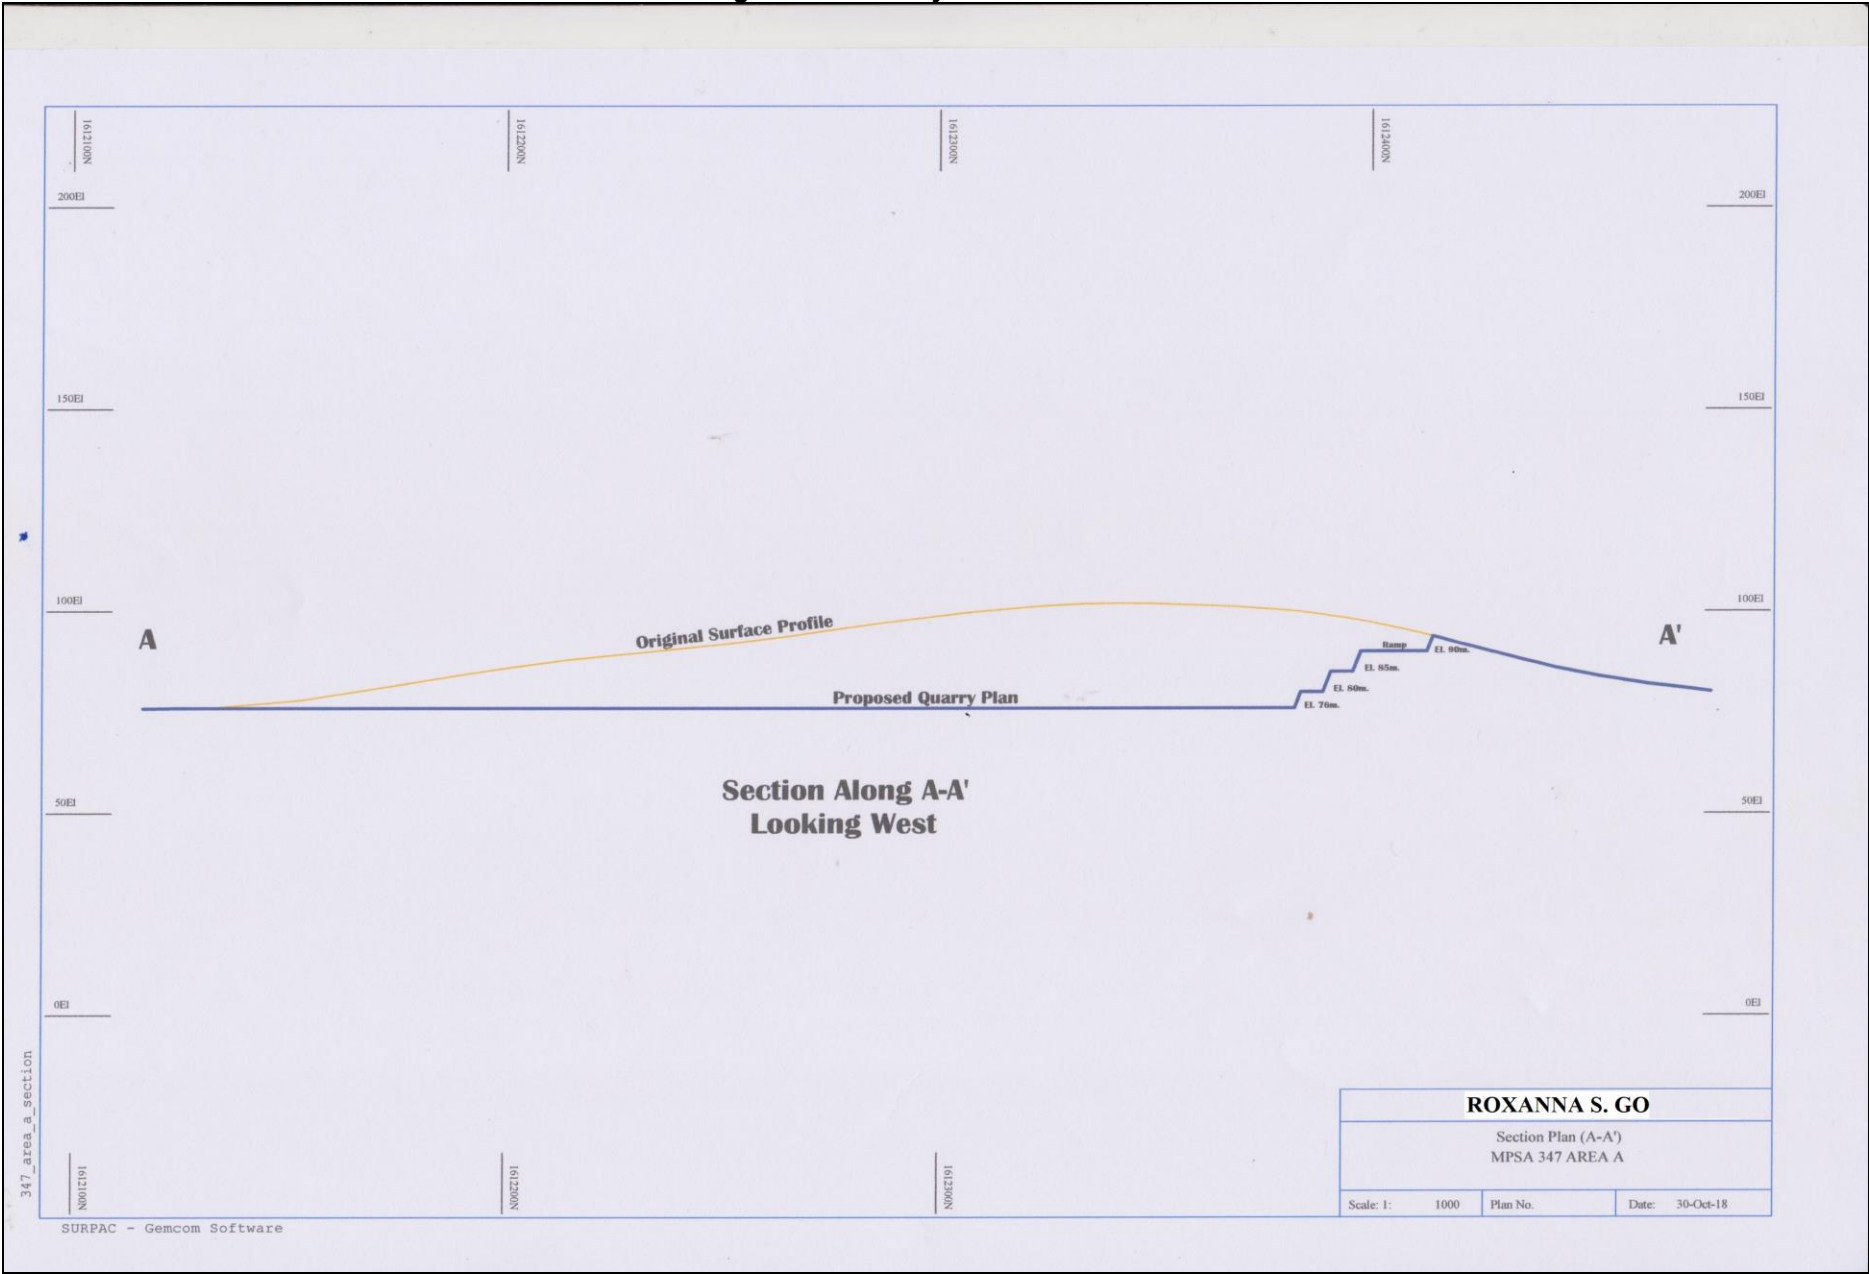 1612100N
1612200N
1612300N
1612400N
200El
200El
150El
150El
100El
100El
A
Original Surface Profile
A'
Ramp
El. 90m.
El. 85m.
El. 80m.
Proposed Quarry Plan
El. 76m.
Section Along A-A'
Looking West
50El
50El
0El
0El
347_area_a_section
ROXANNA S. GO
Section Plan (A-A')
MPSA 347 AREA A
1612100N
1612200N
1612300N
Scale: 1: 1000
Plan No.
Date: 30-Oct-18
SURPAC - Gemcom Software